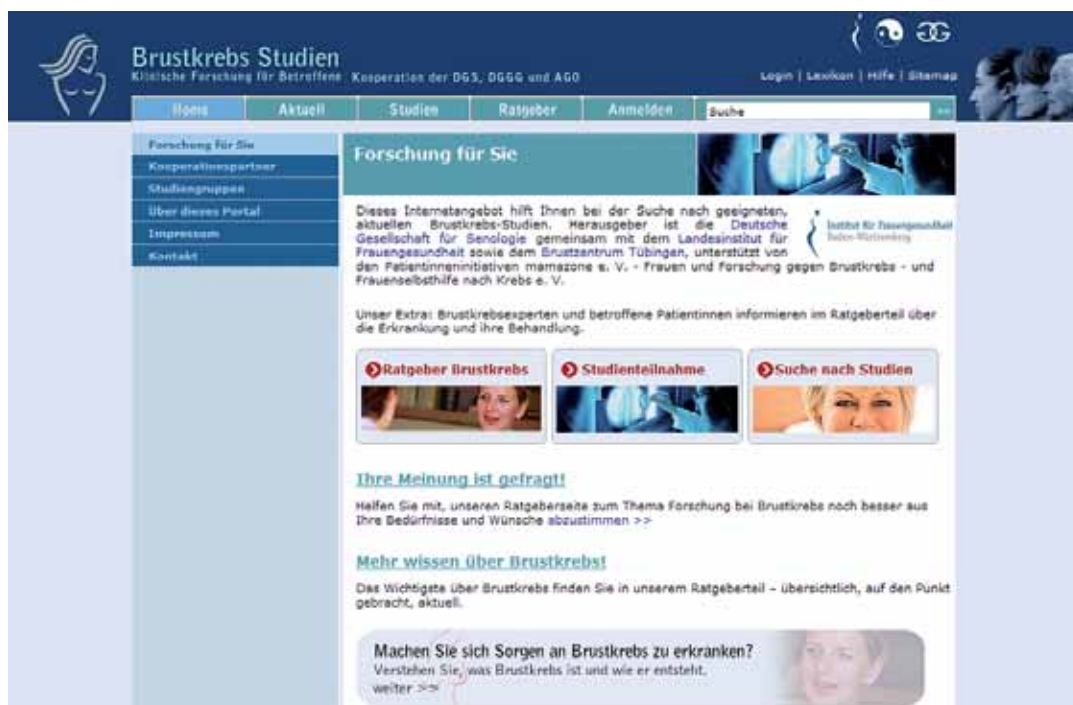 Brustkrebs Studien
Klinische Forschung für Betroffene Kooperation der DGS, DGGG und AGO
Login | Lexikon | Hilfe | Sitemap
Home Aktuell Studien Ratgeber Anmelden Suche >>
Forschung für Sie
Kooperationspartner
Studiengruppen
Über dieses Portal
Impressum
Kontakt
Forschung für Sie
Dieses Internetangebot hilft Ihnen bei der Suche nach geeigneten,
aktuellen Brustkrebs-Studien. Herausgeber ist die Deutsche
Gesellschaft für Senologie gemeinsam mit dem Landesinstitut für
Frauengesundheit sowie dem Brustzentrum Tübingen, unterstützt von
den Patientinneninitiativen mamazone e. V. - Frauen und Forschung gegen Brustkrebs - und
Frauenselbsthilfe nach Krebs e. V.
Institut für Frauengesundheit
Baden-Württemberg
Unser Extra: Brustkrebsexperten und betroffene Patientinnen informieren im Ratgeberteil über
die Erkrankung und ihre Behandlung.
Ratgeber Brustkrebs
Studienteilnahme
Suche nach Studien
Ihre Meinung ist gefragt!
Helfen Sie mit, unseren Ratgeberseite zum Thema Forschung bei Brustkrebs noch besser aus
Ihre Bedürfnisse und Wünsche abzustimmen >>
Mehr wissen über Brustkrebs!
Das Wichtigste über Brustkrebs finden Sie in unserem Ratgeberteil – übersichtlich, auf den Punkt
gebracht, aktuell.
Machen Sie sich Sorgen an Brustkrebs zu erkranken?
Verstehen Sie, was Brustkrebs ist und wie er entsteht.
weiter >>